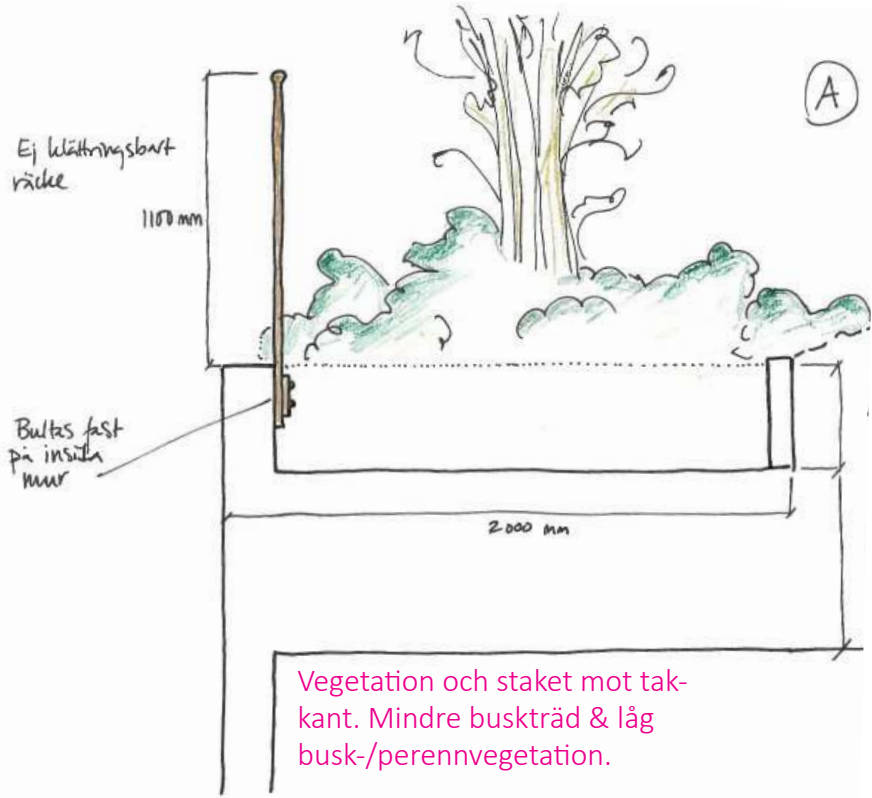 A
Ej klättringsbart
räcke
1100 mm
Bultas fast
på insida
mur
2000 mm
Vegetation och staket mot tak-
kant. Mindre buskträd & låg
busk-/perennvegetation.